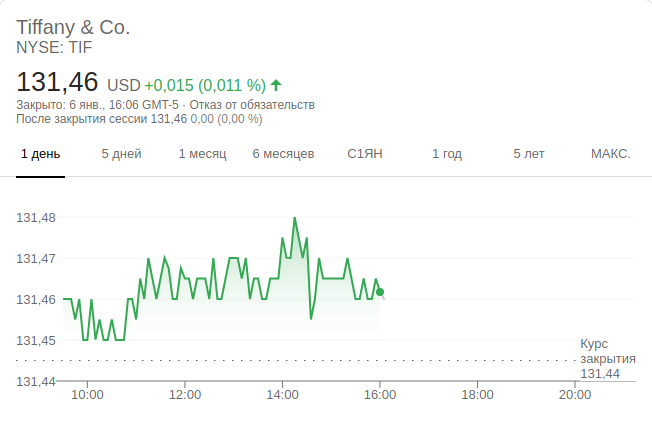 Tiffany & Co.
NYSE: TIF
131,46 USD +0,015 (0,011 %)
Закрыто: 6 янв., 16:06 GMT-5 · Отказ от обязательств
После закрытия сессии 131,46 0,00 (0,00 %)
1 день 5 дней 1 месяц 6 месяцев С1ЯН 1 год 5 лет МАКС.
131,48
131,47
131,46
131,45
Курс
закрытия
131,44
131,44
10:00 12:00 14:00 16:00 18:00 20:00